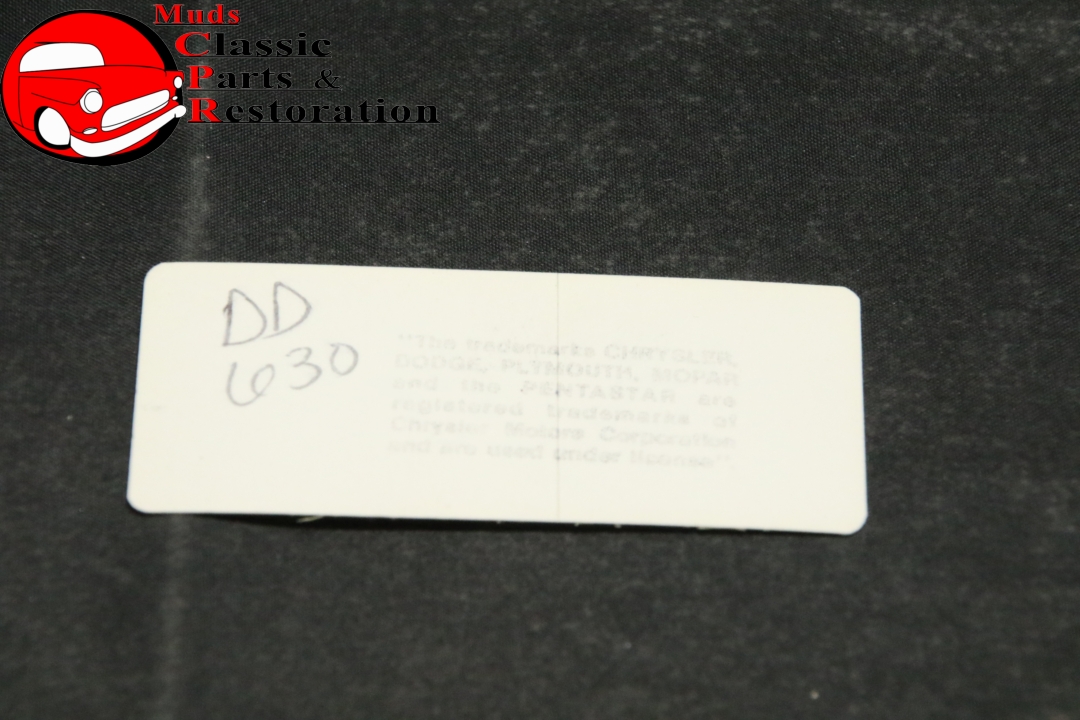 Muds
Classic
Parts &
Restoration
DD
630
"The trademarks CHRYSLER,
DODGE, PLYMOUTH, MOPAR
and the PENTASTAR are
registered trademarks of
Chrysler Motors Corporation
and are used under license".